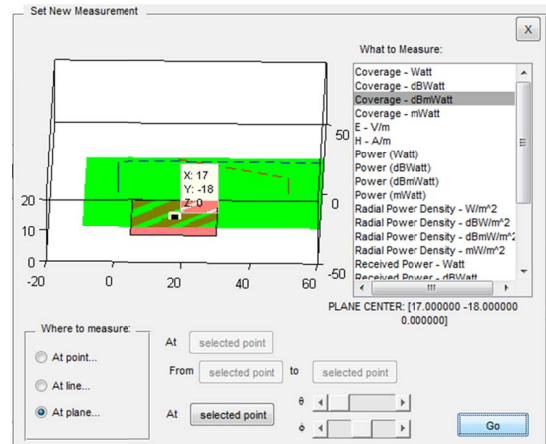 Set New Measurement
X
What to Measure:
Coverage - Watt
Coverage - dBWatt
Coverage - dBmWatt
Coverage - mWatt
E - V/m
H - A/m
Power (Watt)
Power (dBWatt)
Power (dBmWatt)
Power (mWatt)
Radial Power Density - W/m^2
Radial Power Density - dBW/m^2
Radial Power Density - dBmW/m^2
Radial Power Density - mW/m^2
Received Power - Watt
Received Power - dBWatt
50
0
-50
X: 17
Y: -18
Z: 0
20
10
0
-20
0
20
40
60
PLANE CENTER: [17.000000 -18.000000
0.000000]
Where to measure:
At point...
At line...
At plane...
At selected point
From selected point to selected point
At selected point
θ
ϕ
Go